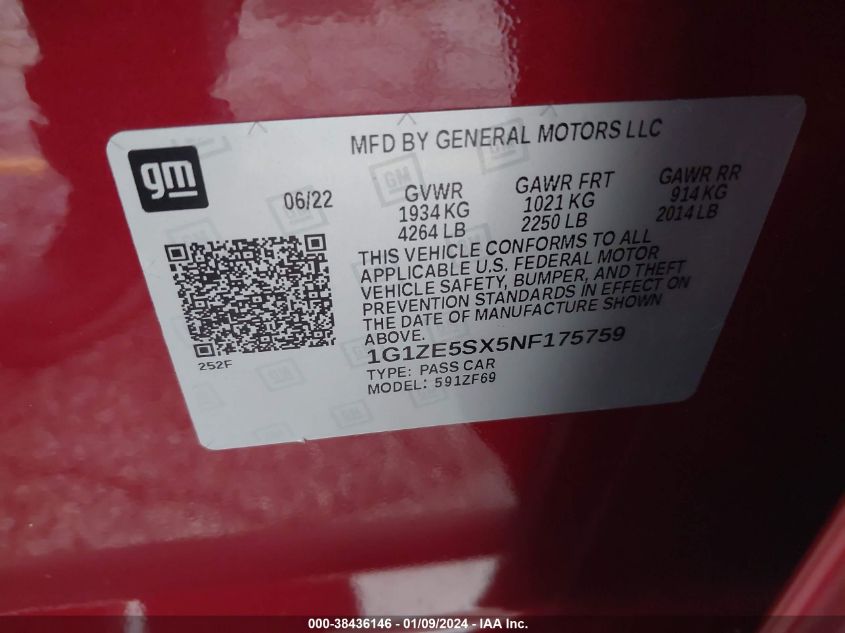 MFD BY GENERAL MOTORS LLC
gm
06/22
GVWR
1934 KG
4264 LB
GAWR FRT
1021 KG
2250 LB
GAWR RR
914 KG
2014 LB
THIS VEHICLE CONFORMS TO ALL
APPLICABLE U.S. FEDERAL MOTOR
VEHICLE SAFETY, BUMPER, AND THEFT
PREVENTION STANDARDS IN EFFECT ON
THE DATE OF MANUFACTURE SHOWN
ABOVE.
252F
1G1ZE5SX5NF175759
TYPE: PASS CAR
MODEL: 591ZF69
000-38436146 - 01/09/2024 - IAA Inc.